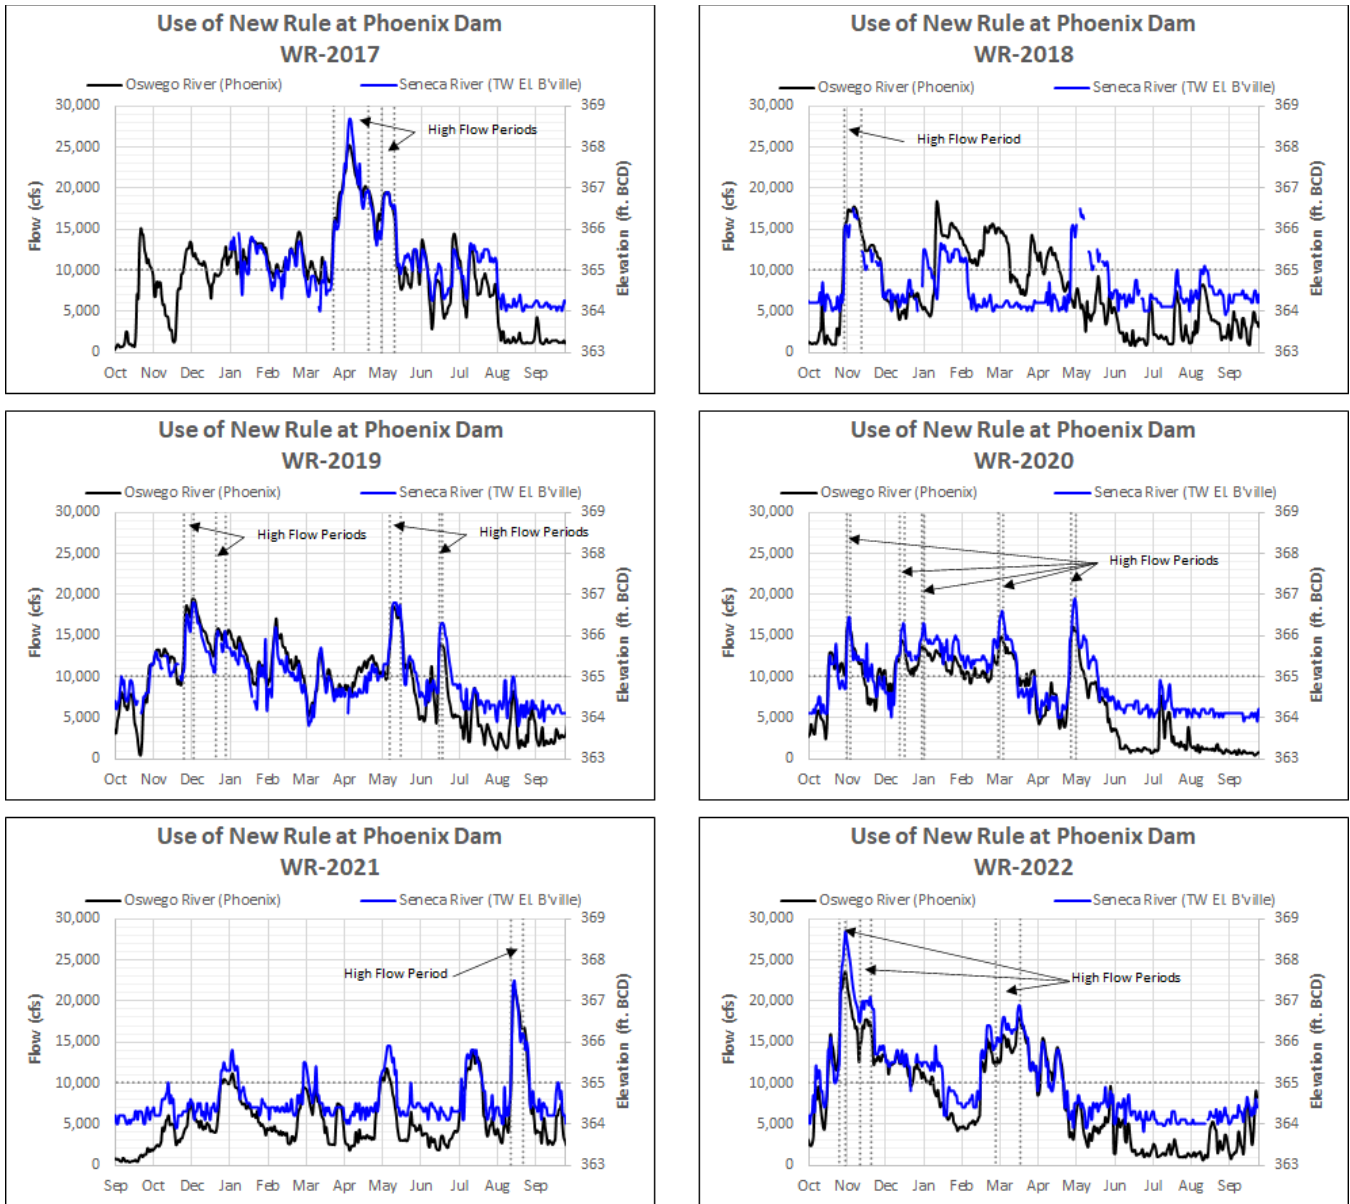 Use of New Rule at Phoenix Dam
WR-2017
Oswego River (Phoenix) Seneca River (TW El. B'ville)
30,000 369
High Flow Periods
25,000 368
20,000 367
15,000 366
10,000 365
5,000 364
0 363
Flow (cfs)
Elevation (ft. BCD)
Oct Nov Dec Jan Feb Mar Apr May Jun Jul Aug Sep
Use of New Rule at Phoenix Dam
WR-2018
Oswego River (Phoenix) Seneca River (TW El. B'ville)
30,000 369
High Flow Period
25,000 368
20,000 367
15,000 366
10,000 365
5,000 364
0 363
Flow (cfs)
Elevation (ft. BCD)
Oct Nov Dec Jan Feb Mar Apr May Jun Jul Aug Sep
Use of New Rule at Phoenix Dam
WR-2019
Oswego River (Phoenix) Seneca River (TW El. B'ville)
30,000 369
High Flow Periods High Flow Periods
25,000 368
20,000 367
15,000 366
10,000 365
5,000 364
0 363
Flow (cfs)
Elevation (ft. BCD)
Oct Nov Dec Jan Feb Mar Apr May Jun Jul Aug Sep
Use of New Rule at Phoenix Dam
WR-2020
Oswego River (Phoenix) Seneca River (TW El. B'ville)
30,000 369
25,000 368
High Flow Periods
20,000 367
15,000 366
10,000 365
5,000 364
0 363
Flow (cfs)
Elevation (ft. BCD)
Oct Nov Dec Jan Feb Mar Apr May Jun Jul Aug Sep
Use of New Rule at Phoenix Dam
WR-2021
Oswego River (Phoenix) Seneca River (TW El. B'ville)
30,000 369
25,000 368
High Flow Period
20,000 367
15,000 366
10,000 365
5,000 364
0 363
Flow (cfs)
Elevation (ft. BCD)
Sep Oct Nov Dec Jan Feb Mar Apr May Jun Jul Aug
Use of New Rule at Phoenix Dam
WR-2022
Oswego River (Phoenix) Seneca River (TW El. B'ville)
30,000 369
25,000 368
High Flow Periods
20,000 367
15,000 366
10,000 365
5,000 364
0 363
Flow (cfs)
Elevation (ft. BCD)
Oct Nov Dec Jan Feb Mar Apr May Jun Jul Aug Sep